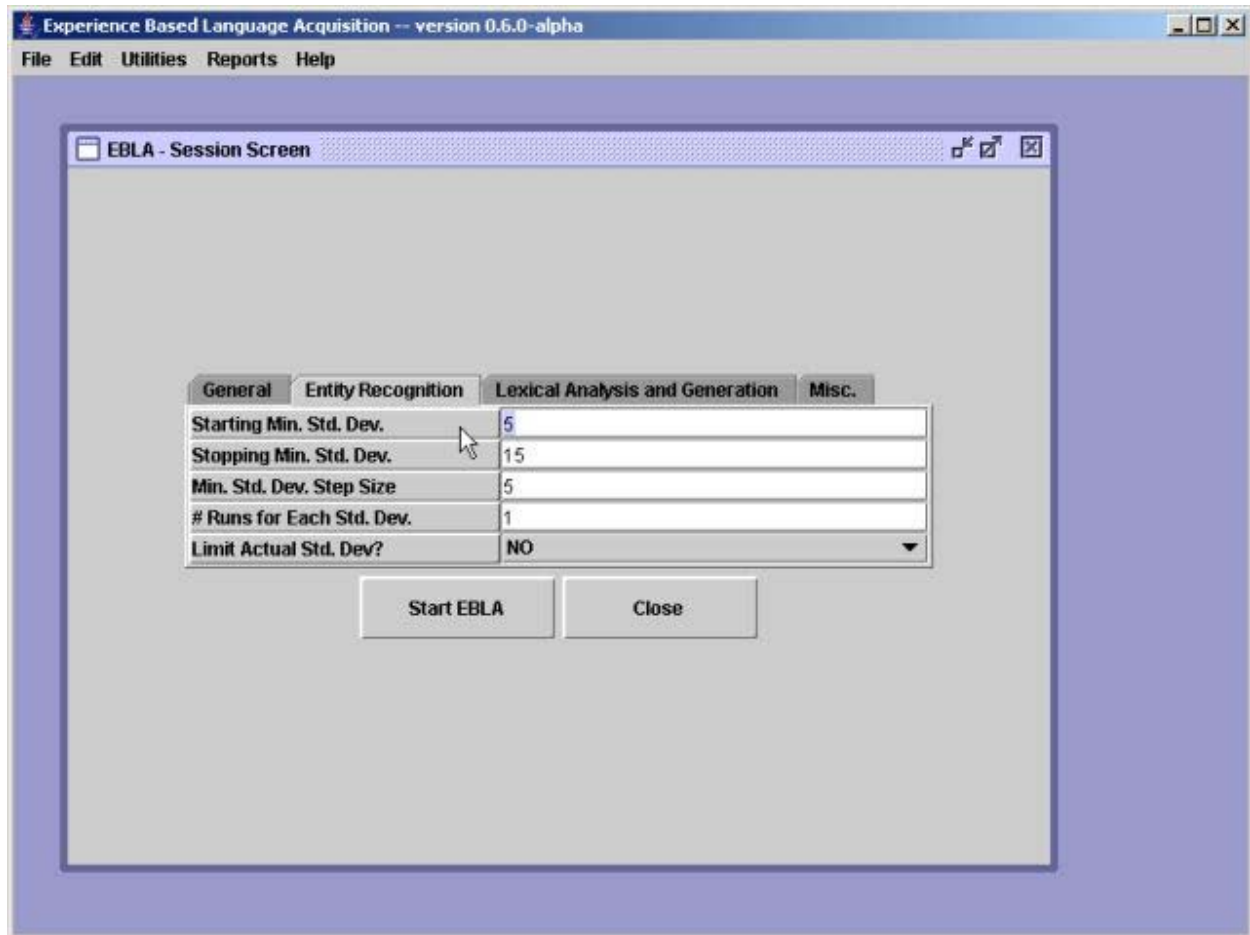 Experience Based Language Acquisition -- version 0.6.0-alpha
File Edit Utilities Reports Help
EBLA - Session Screen
General Entity Recognition Lexical Analysis and Generation Misc.
Starting Min. Std. Dev. 5
Stopping Min. Std. Dev. 15
Min. Std. Dev. Step Size 5
# Runs for Each Std. Dev. 1
Limit Actual Std. Dev? NO
Start EBLA Close